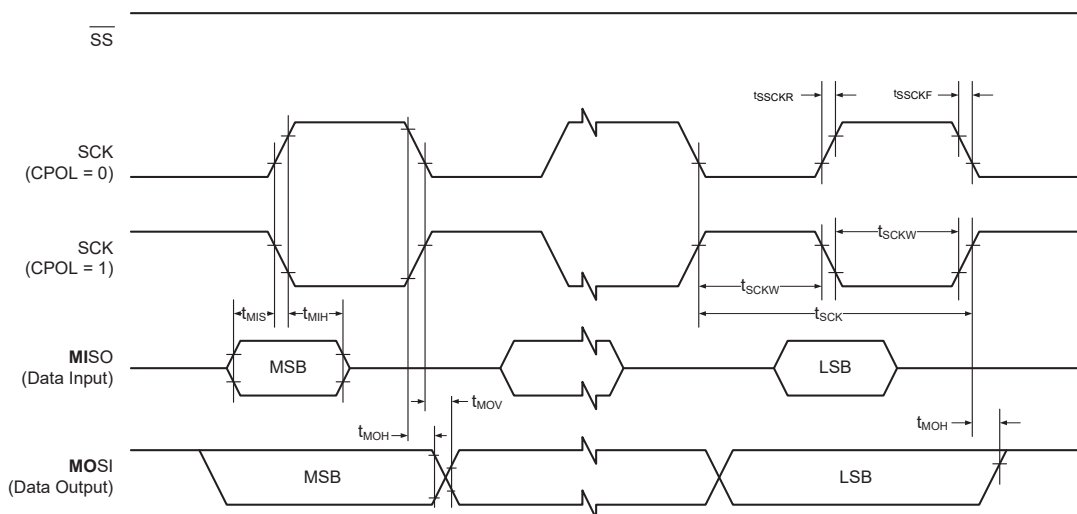 SS
tSSCKR
tSSCKF
SCK
(CPOL = 0)
SCK
(CPOL = 1)
tSCKW
tSCKW
tSCK
tMIS
tMIH
MISO
(Data Input)
MSB
LSB
tMOV
tMOH
tMOH
MOSI
(Data Output)
MSB
LSB